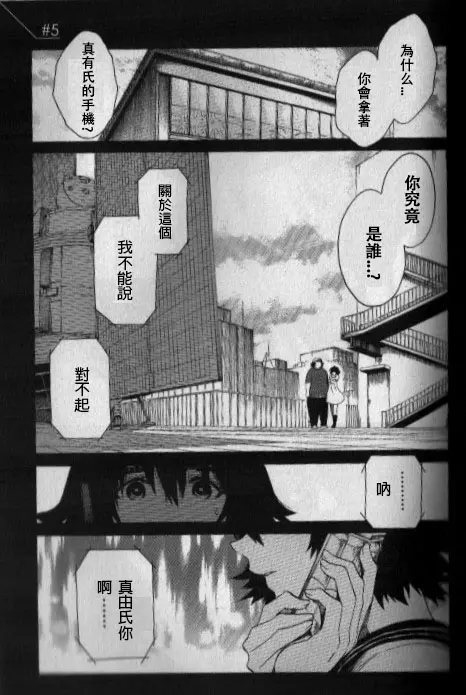 #5
為什么…
你會拿著
真有氏的手機?
你究竟
是誰…?
關於這個
我不能說
對不起
吶
………
真由氏你
啊……